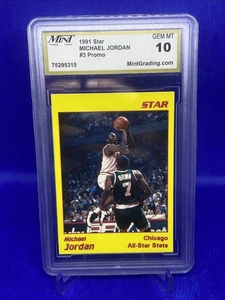 MINT
1991 Star
MICHAEL JORDAN
#3 Promo
GEM MT
10
75295315
MintGrading.com
STAR
7
Michael
Jordan
Chicago
All-Star Stats